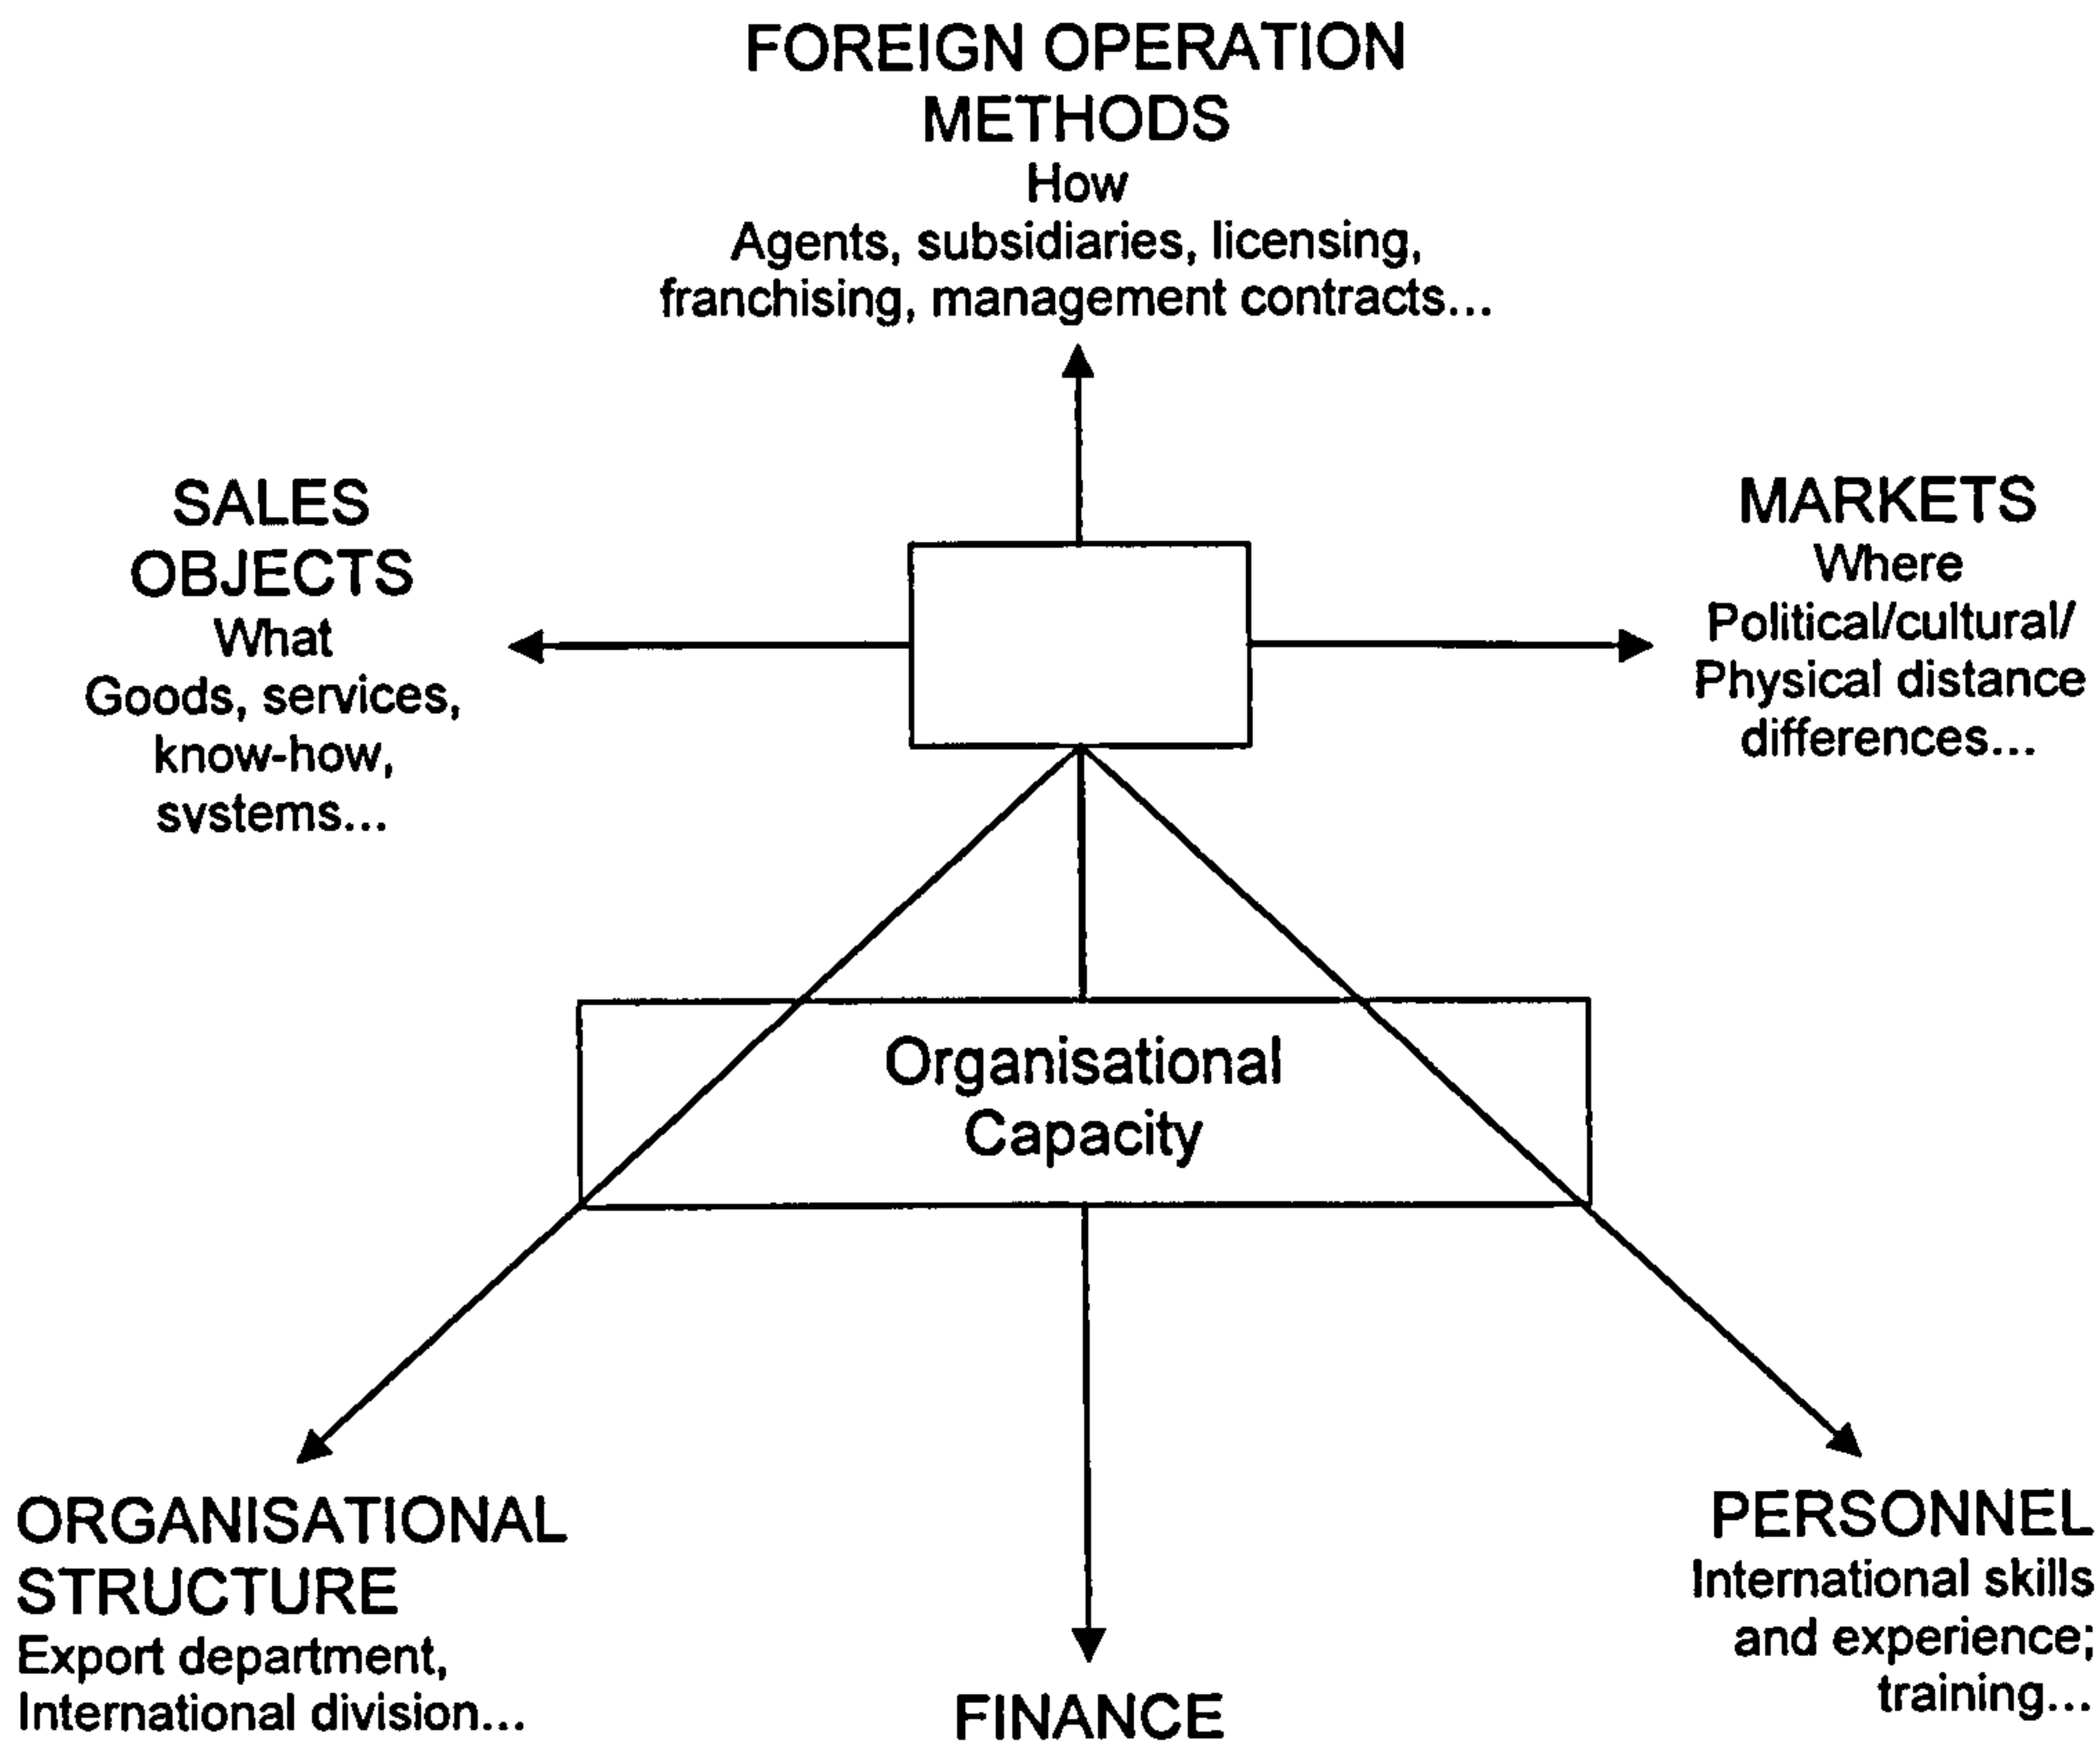 FOREIGN OPERATION
METHODS
How
Agents, subsidiaries, licensing,
franchising, management contracts...
SALES
OBJECTS
What
Goods, services,
know-how,
systems...
MARKETS
Where
Political/cultural/
Physical distance
differences...
Organisational
Capacity
ORGANISATIONAL
STRUCTURE
Export department,
International division...
FINANCE
PERSONNEL
International skills
and experience;
training...